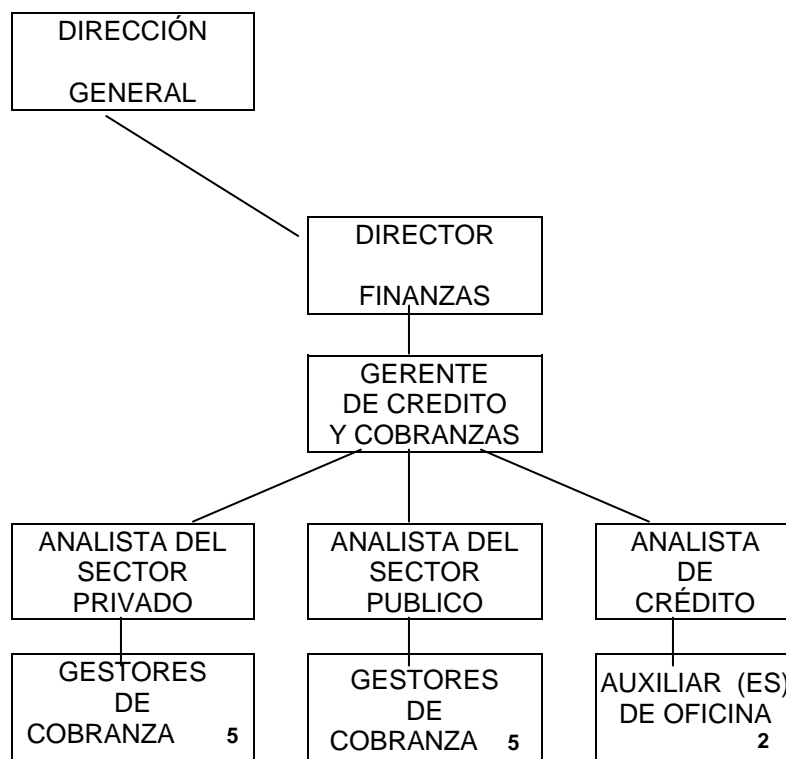 DIRECCIÓN
GENERAL
DIRECTOR
FINANZAS
GERENTE
DE CREDITO
Y COBRANZAS
ANALISTA DEL
SECTOR
PRIVADO
ANALISTA DEL
SECTOR
PUBLICO
ANALISTA
DE
CRÉDITO
GESTORES
DE
COBRANZA 5
GESTORES
DE
COBRANZA 5
AUXILIAR (ES)
DE OFICINA
2